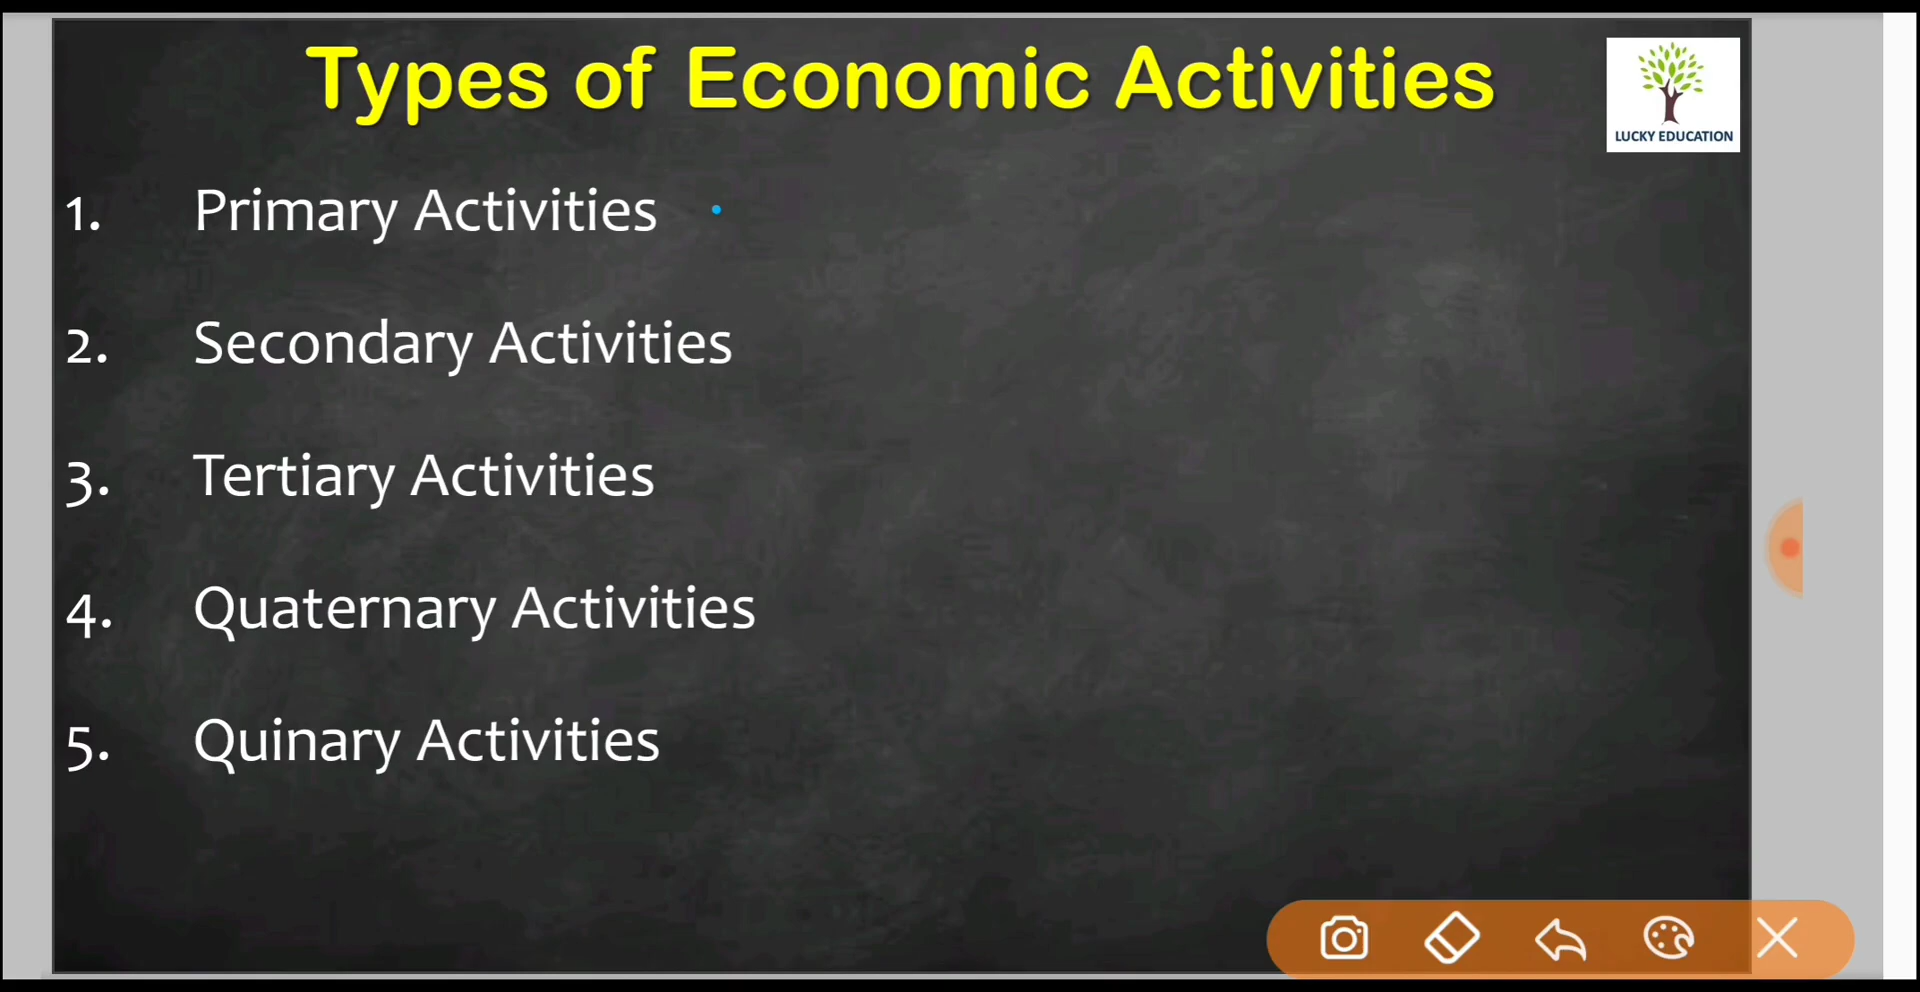 Types of Economic Activities
LUCKY EDUCATION
1. Primary Activities
2. Secondary Activities
3. Tertiary Activities
4. Quaternary Activities
5. Quinary Activities